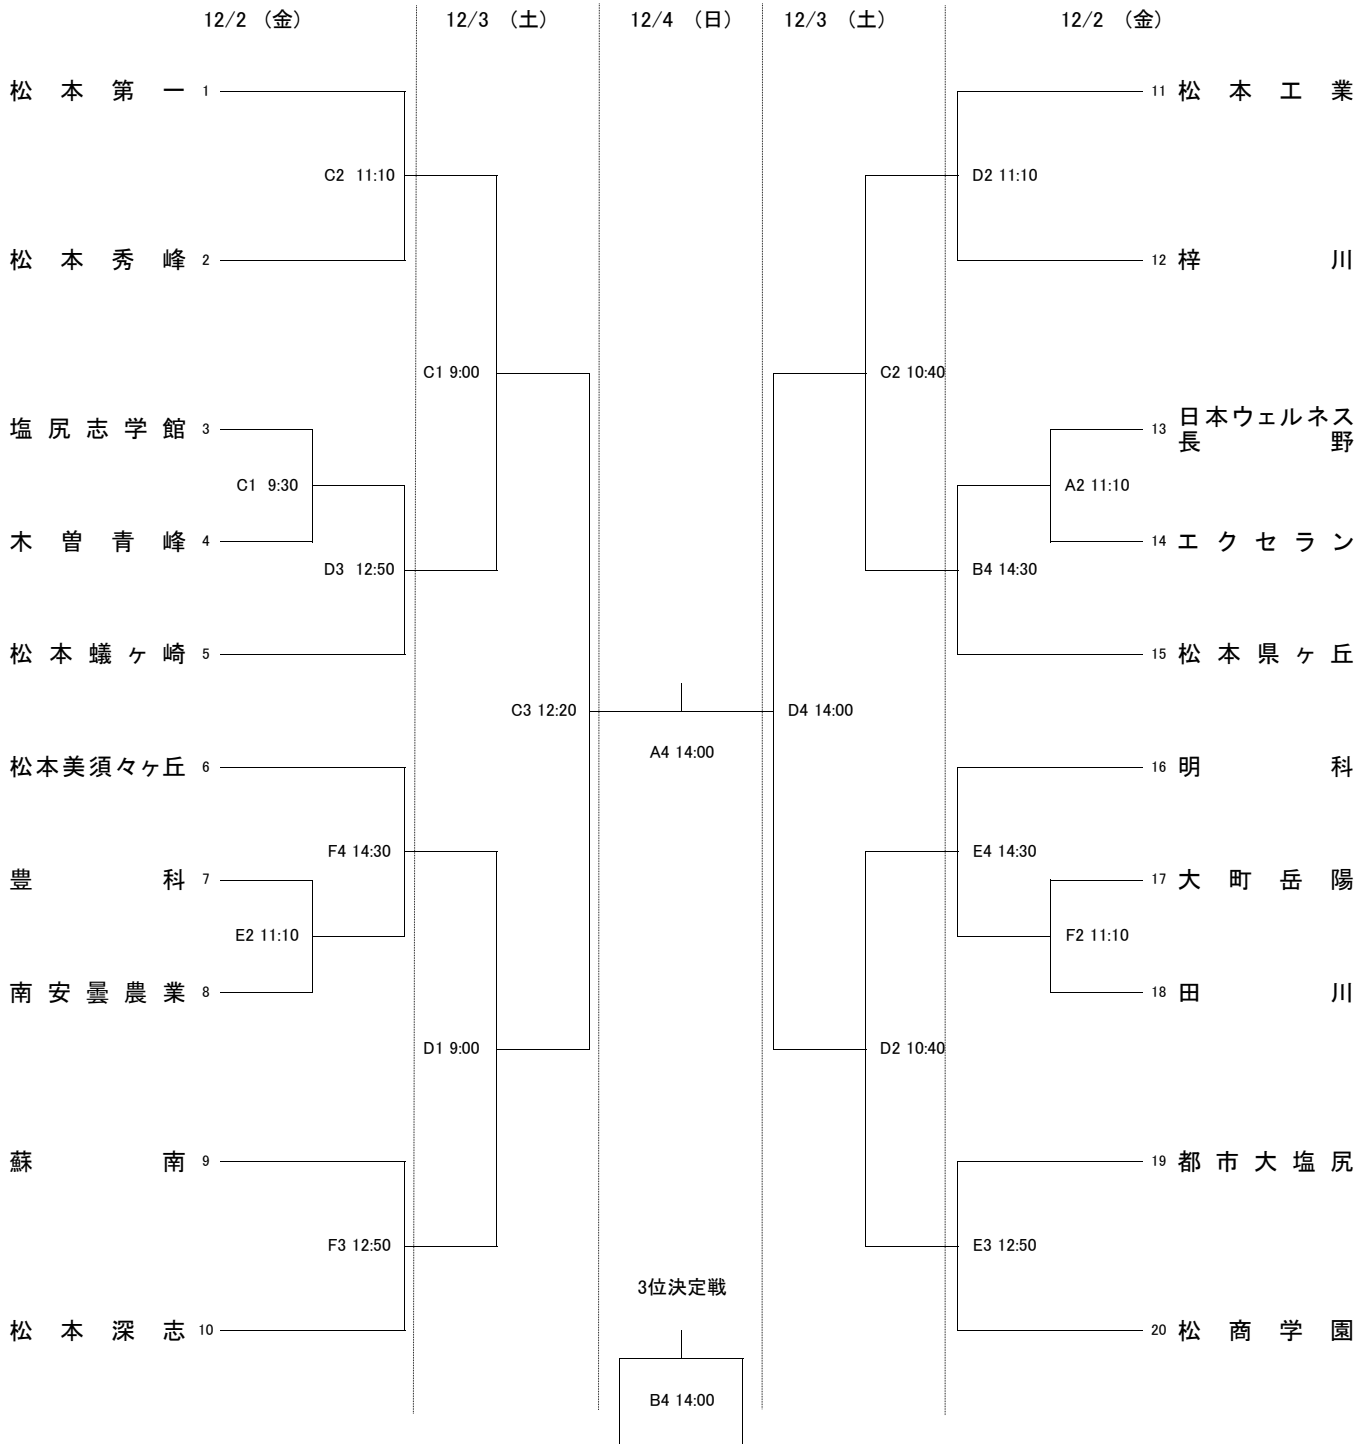 12/2 （金）
12/3 （土）
12/4 （日）
12/3 （土）
12/2 （金）
松本第一 1
11 松本工業
C2 11:10
D2 11:10
松本秀峰 2
12 梓川
C1 9:00
C2 10:40
塩尻志学館 3
13 日本ウェルネス
長野
C1 9:30
A2 11:10
木曽青峰 4
14 エクセラン
D3 12:50
B4 14:30
松本蟻ヶ崎 5
15 松本県ヶ丘
C3 12:20
D4 14:00
A4 14:00
松本美須々ヶ丘 6
16 明科
F4 14:30
E4 14:30
豊科 7
17 大町岳陽
E2 11:10
F2 11:10
南安曇農業 8
18 田川
D1 9:00
D2 10:40
蘇南 9
19 都市大塩尻
F3 12:50
E3 12:50
3位決定戦
松本深志 10
20 松商学園
B4 14:00